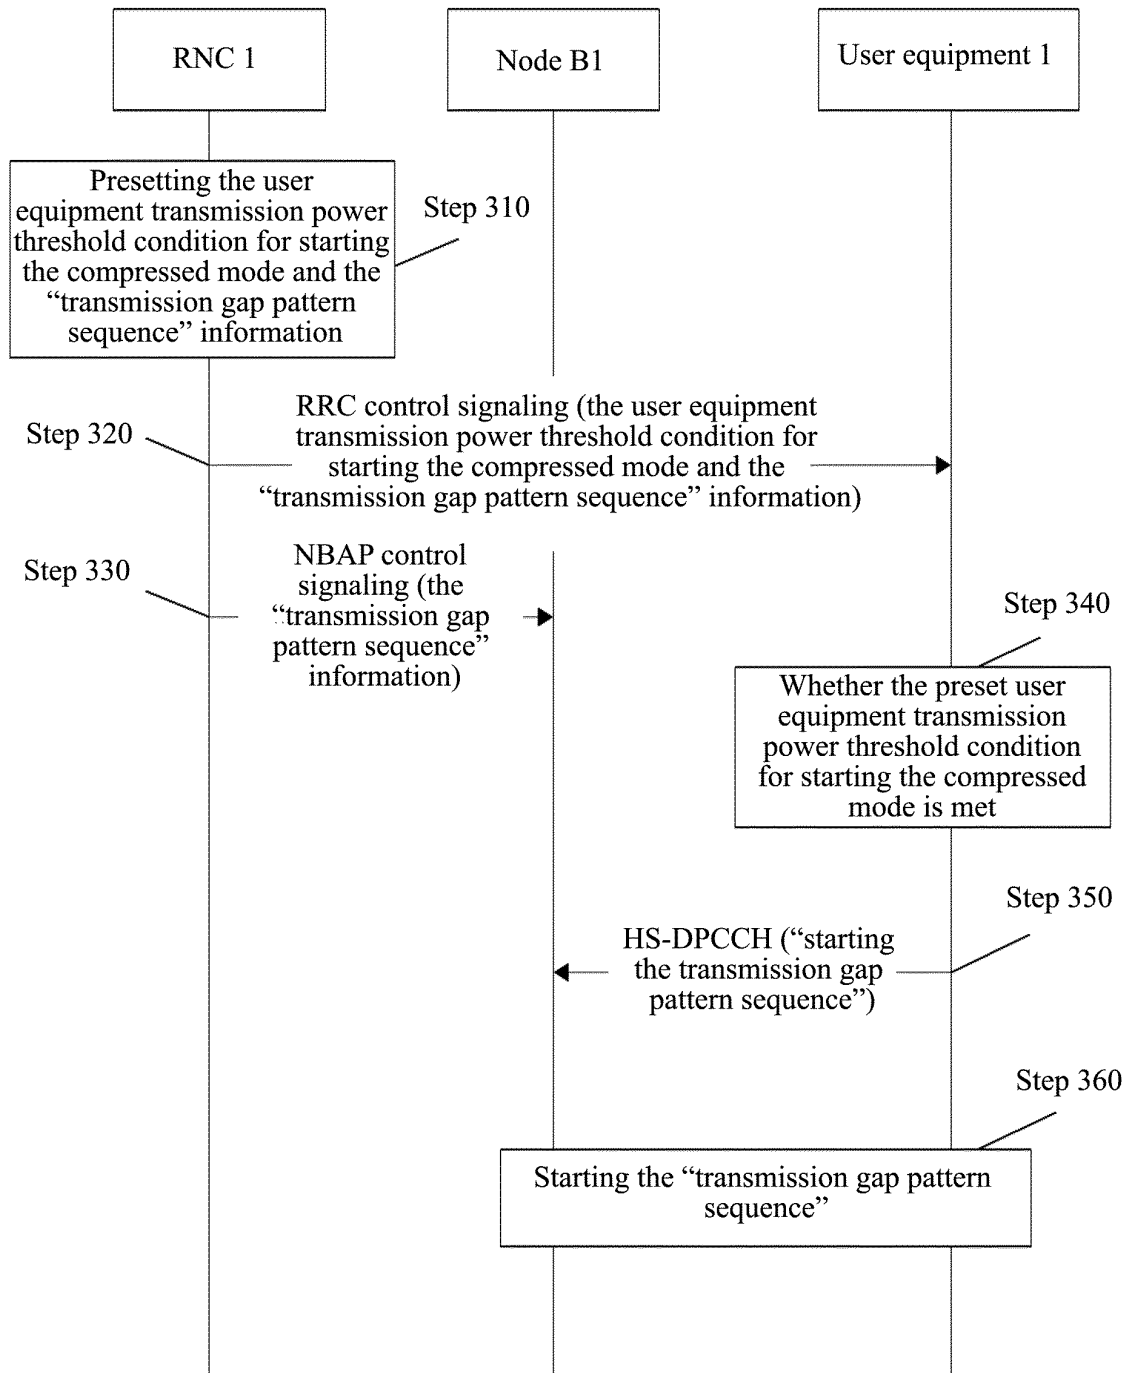 RNC 1
Node B1
User equipment 1
Presetting the user
equipment transmission power
threshold condition for starting
the compressed mode and the
“transmission gap pattern
sequence” information
Step 310
RRC control signaling (the user equipment
transmission power threshold condition for
starting the compressed mode and the
“transmission gap pattern sequence” information)
Step 320
NBAP control
signaling (the
“transmission gap
pattern sequence”
information)
Step 330
Step 340
Whether the preset user
equipment transmission
power threshold condition
for starting the compressed
mode is met
Step 350
HS-DPCCH (“starting
the transmission gap
pattern sequence”)
Step 360
Starting the “transmission gap pattern
sequence”